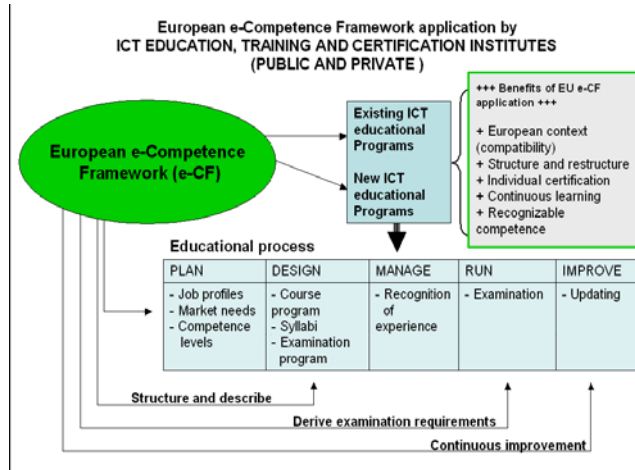 European e-Competence Framework application by
ICT EDUCATION, TRAINING AND CERTIFICATION INSTITUTES
(PUBLIC AND PRIVATE )
European e-Competence
Framework (e-CF)
Existing ICT
educational
Programs
New ICT
educational
Programs
+++ Benefits of EU e-CF
application +++
+ European context
(compatibility)
+ Structure and restructure
+ Individual certification
+ Continuous learning
+ Recognizable
competence
Educational process
PLAN
- Job profiles
- Market needs
- Competence
levels
DESIGN
- Course
program
- Syllabi
- Examination
program
MANAGE
- Recognition
of
experience
RUN
- Examination
IMPROVE
- Updating
Structure and describe
Derive examination requirements
Continuous improvement